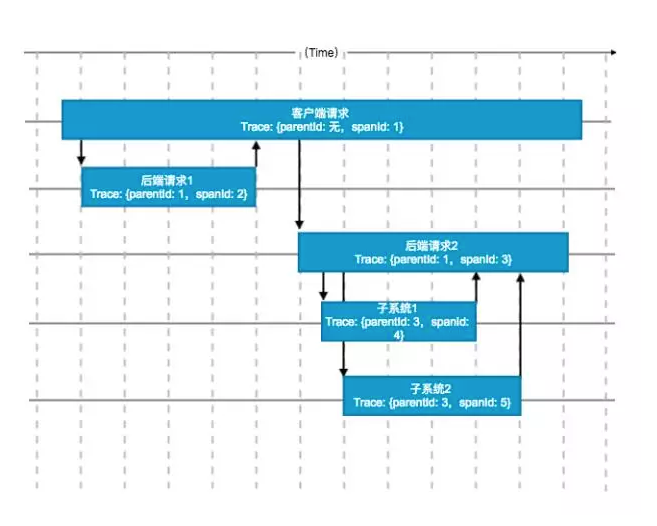 (Time)
客户端请求
Trace: {parentId: 无，spanId: 1}
后端请求1
Trace: {parentId: 1，spanId: 2}
后端请求2
Trace: {parentId: 1，spanId: 3}
子系统1
Trace: {parentId: 3，spanId:
4}
子系统2
Trace: {parentId: 3，spanId: 5}